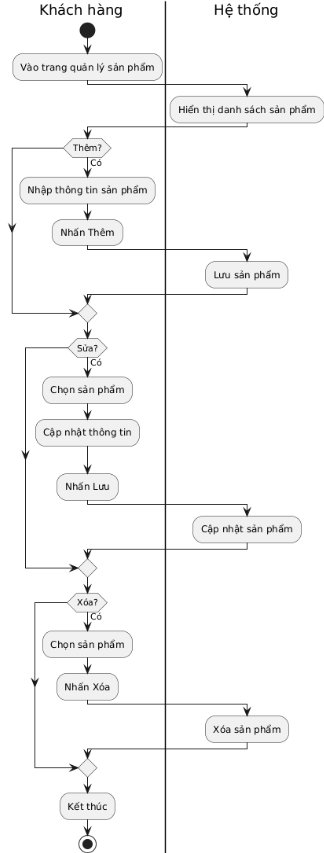 Khách hàng
Hệ thống
Vào trang quản lý sản phẩm
Hiển thị danh sách sản phẩm
Thêm?
Có
Nhập thông tin sản phẩm
Nhấn Thêm
Lưu sản phẩm
Sửa?
Có
Chọn sản phẩm
Cập nhật thông tin
Nhấn Lưu
Cập nhật sản phẩm
Xóa?
Có
Chọn sản phẩm
Nhấn Xóa
Xóa sản phẩm
Kết thúc